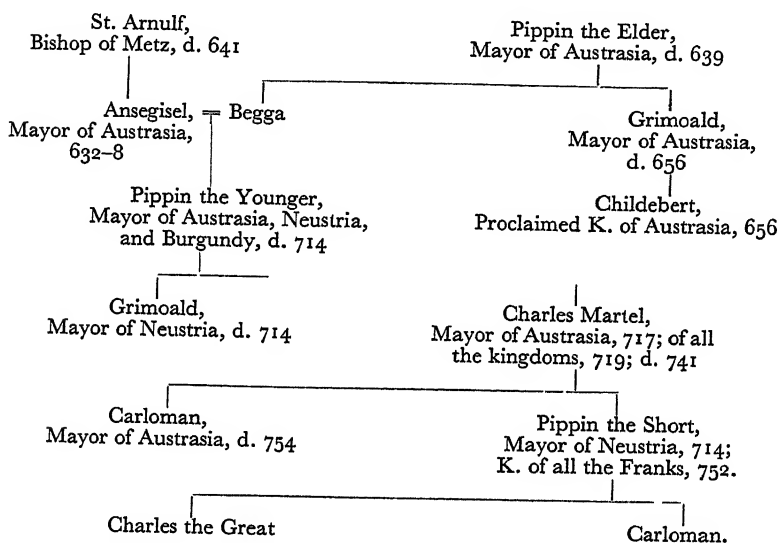 St. Arnulf,
Bishop of Metz, d. 641
Pippin the Elder,
Mayor of Austrasia, d. 639
Ansegisel,
Mayor of Austrasia,
632–8
= Begga
Grimoald,
Mayor of Austrasia,
d. 656
Pippin the Younger,
Mayor of Austrasia, Neustria,
and Burgundy, d. 714
Childebert,
Proclaimed K. of Austrasia, 656
Grimoald,
Mayor of Neustria, d. 714
Charles Martel,
Mayor of Austrasia, 717; of all
the kingdoms, 719; d. 741
Carloman,
Mayor of Austrasia, d. 754
Pippin the Short,
Mayor of Neustria, 714;
K. of all the Franks, 752.
Charles the Great
Carloman.